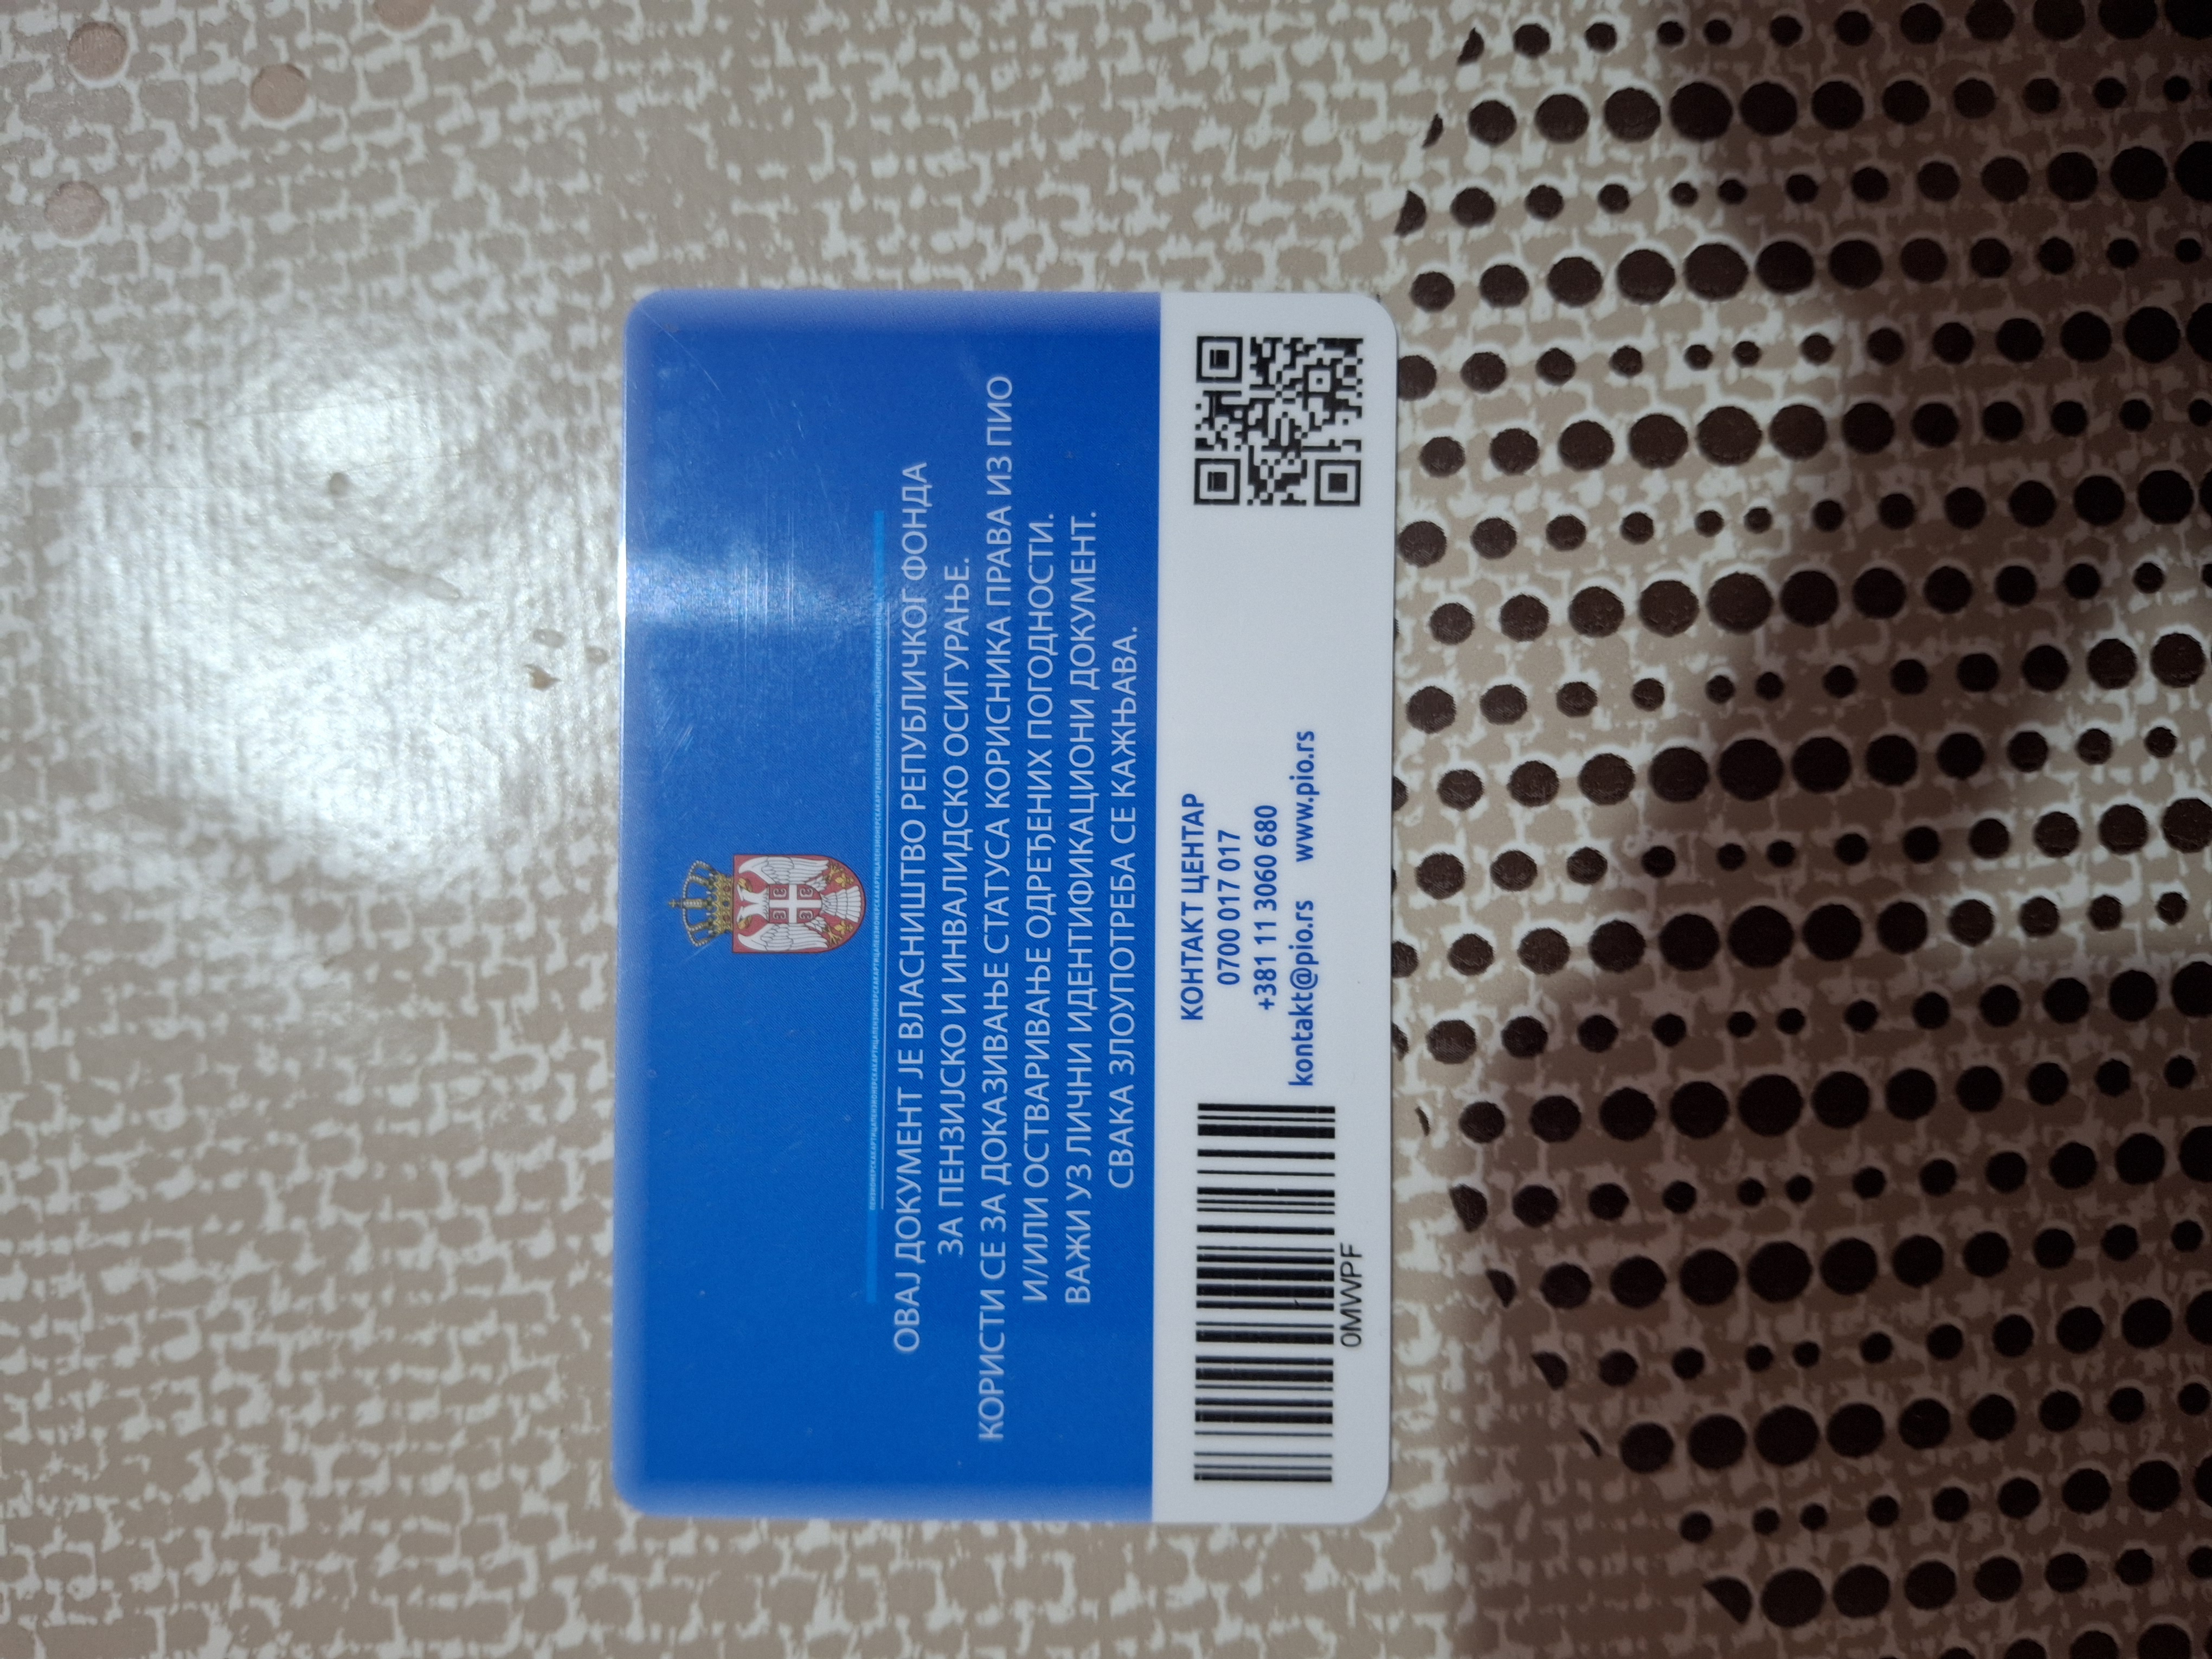 ОВАЈ ДОКУМЕНТ ЈЕ ВЛАСНИШТВО РЕПУБЛИЧКОГ ФОНДА
ЗА ПЕНЗИЈСКО И ИНВАЛИДСКО ОСИГУРАЊЕ.
КОРИСТИ СЕ ЗА ДОКАЗИВАЊЕ СТАТУСА КОРИСНИКА ПРАВА ИЗ ПИО
И/ИЛИ ОСТВАРИВАЊЕ ОДРЕЂЕНИХ ПОГОДНОСТИ.
ВАЖИ УЗ ЛИЧНИ ИДЕНТИФИКАЦИОНИ ДОКУМЕНТ.
СВАКА ЗЛОУПОТРЕБА СЕ КАЖЊАВА.
КОНТАКТ ЦЕНТАР
0700 017 017
+381 11 3060 680
kontakt@pio.rs www.pio.rs
0MWPF